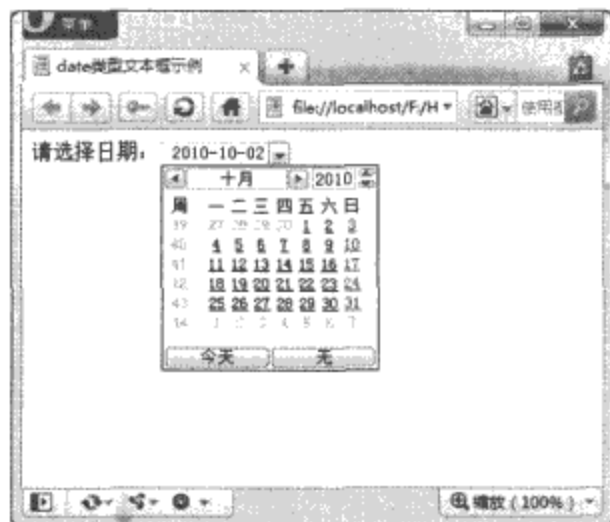 date类型文本框示例
file://localhost/F:/H
请选择日期： 2010-10-02
十月 2010
周 一 二 三 四 五 六 日
39 27 28 29 30 1 2 3
40 4 5 6 7 8 9 10
41 11 12 13 14 15 16 17
42 18 19 20 21 22 23 24
43 25 26 27 28 29 30 31
44 1 2 3 4 5 6 7
今天 无
缩放（100%）